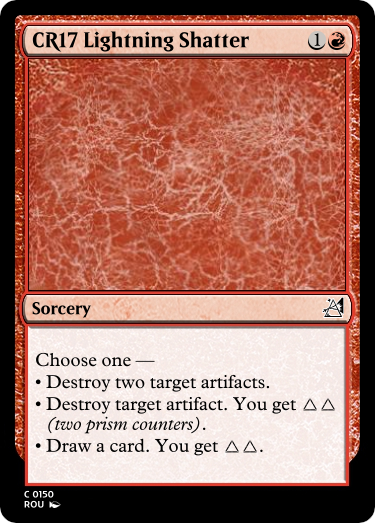 CR17 Lightning Shatter 1
Sorcery
Choose one —
• Destroy two target artifacts.
• Destroy target artifact. You get △△
(two prism counters).
• Draw a card. You get △△.
C 0150
ROU